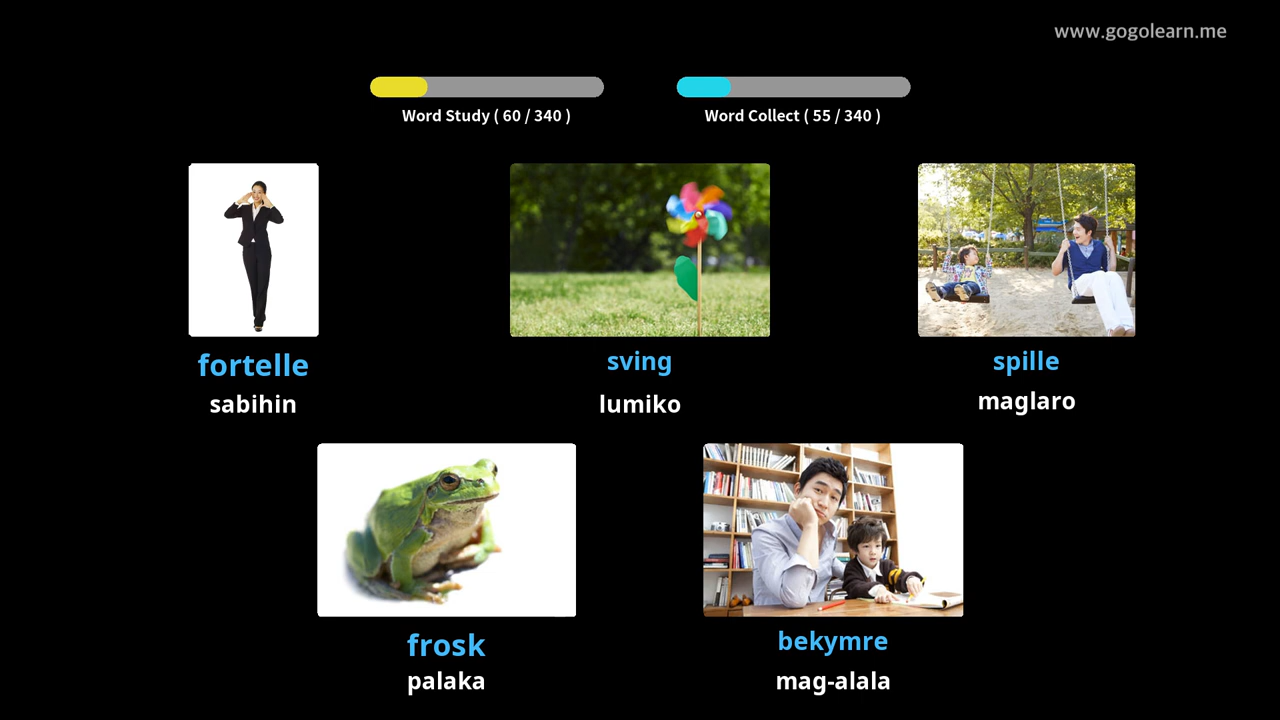 www.gogolearn.me
Word Study ( 60 / 340 )
Word Collect ( 55 / 340 )
fortelle
sabihin
sving
lumiko
spille
maglaro
frosk
palaka
bekymre
mag-alala